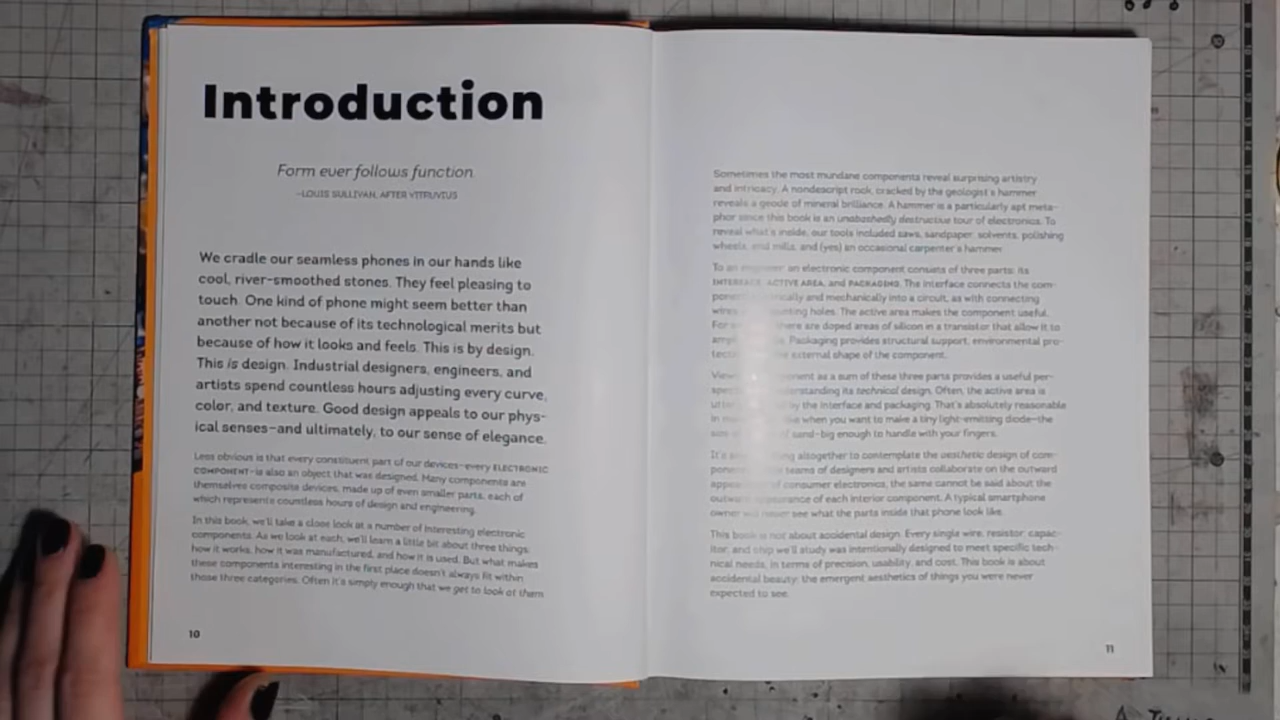 Introduction
Form ever follows function.
–LOUIS SULLIVAN, AFTER VITRUVIUS
We cradle our seamless phones in our hands like
cool, river-smoothed stones. They feel pleasing to
touch. One kind of phone might seem better than
another not because of its technological merits but
because of how it looks and feels. This is by design.
This is design. Industrial designers, engineers, and
artists spend countless hours adjusting every curve,
color, and texture. Good design appeals to our phys-
ical senses—and ultimately, to our sense of elegance.
Less obvious is that every constituent part of our devices—every ELECTRONIC
COMPONENT—is also an object that was designed. Many components are
themselves composite devices, made up of even smaller parts, each of
which represents countless hours of design and engineering.
In this book, we'll take a close look at a number of interesting electronic
components. As we look at each, we'll learn a little bit about three things:
how it works, how it was manufactured, and how it is used. But what makes
these components interesting in the first place doesn't always fit within
those three categories. Often it's simply enough that we get to look at them
10
Sometimes the most mundane components reveal surprising artistry
and intricacy. A nondescript rock, cracked by the geologist's hammer
reveals a geode of mineral brilliance. A hammer is a particularly apt meta-
phor since this book is an unabashedly destructive tour of electronics. To
reveal what's inside, our tools included saws, sandpaper, solvents, polishing
wheels, and mills, and (yes) an occasional carpenter's hammer.
To an engineer an electronic component consists of three parts: its
INTERFACE, ACTIVE AREA, and PACKAGING. The interface connects the com-
and mechanically into a circuit, as with connecting
holes. The active area makes the component useful.
For there are doped areas of silicon in a transistor that allow it to
Packaging provides structural support, environmental pro-
external shape of the component.
as a sum of these three parts provides a useful per-
its technical design. Often, the active area is
by the interface and packaging. That's absolutely reasonable
when you want to make a tiny light-emitting diode—the
of sand—big enough to handle with your fingers.
It's altogether to contemplate the aesthetic design of com-
teams of designers and artists collaborate on the outward
of consumer electronics, the same cannot be said about the
of each interior component. A typical smartphone
owner will never see what the parts inside that phone look like.
This book is not about accidental design. Every single wire, resistor, capac-
itor, and chip we'll study was intentionally designed to meet specific tech-
nical needs, in terms of precision, usability, and cost. This book is about
accidental beauty: the emergent aesthetics of things you were never
expected to see.
11